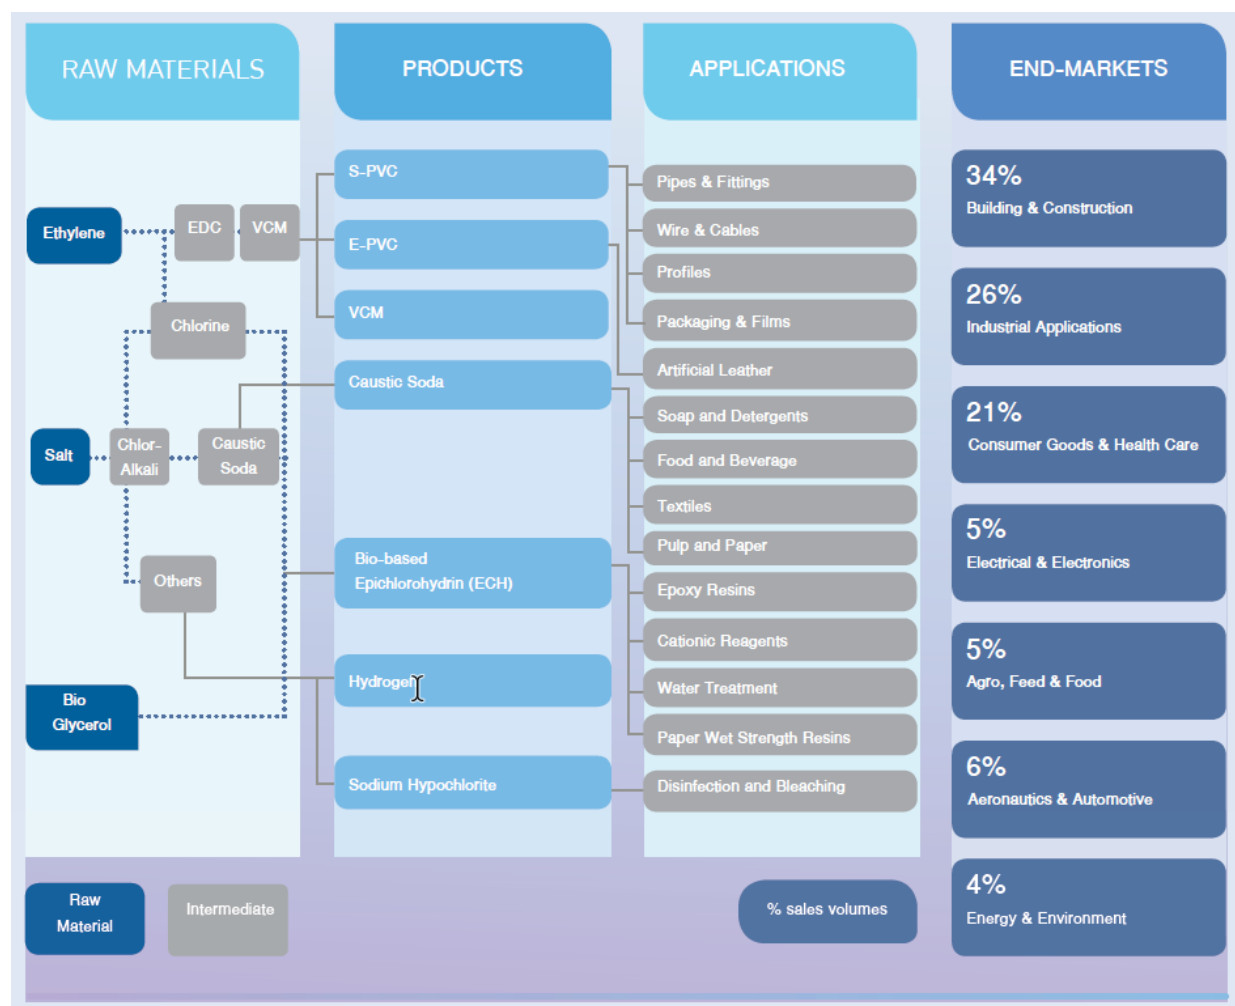 RAW MATERIALS
PRODUCTS
APPLICATIONS
END-MARKETS
Ethylene
EDC
VCM
Chlorine
Salt
Chlor-
Alkali
Caustic
Soda
Others
Bio
Glycerol
S-PVC
E-PVC
VCM
Caustic Soda
Bio-based
Epichlorohydrin (ECH)
Hydrogen
Sodium Hypochlorite
Pipes & Fittings
Wire & Cables
Profiles
Packaging & Films
Artificial Leather
Soap and Detergents
Food and Beverage
Textiles
Pulp and Paper
Epoxy Resins
Cationic Reagents
Water Treatment
Paper Wet Strength Resins
Disinfection and Bleaching
34%
Building & Construction
26%
Industrial Applications
21%
Consumer Goods & Health Care
5%
Electrical & Electronics
5%
Agro, Feed & Food
6%
Aeronautics & Automotive
4%
Energy & Environment
Raw
Material
Intermediate
% sales volumes